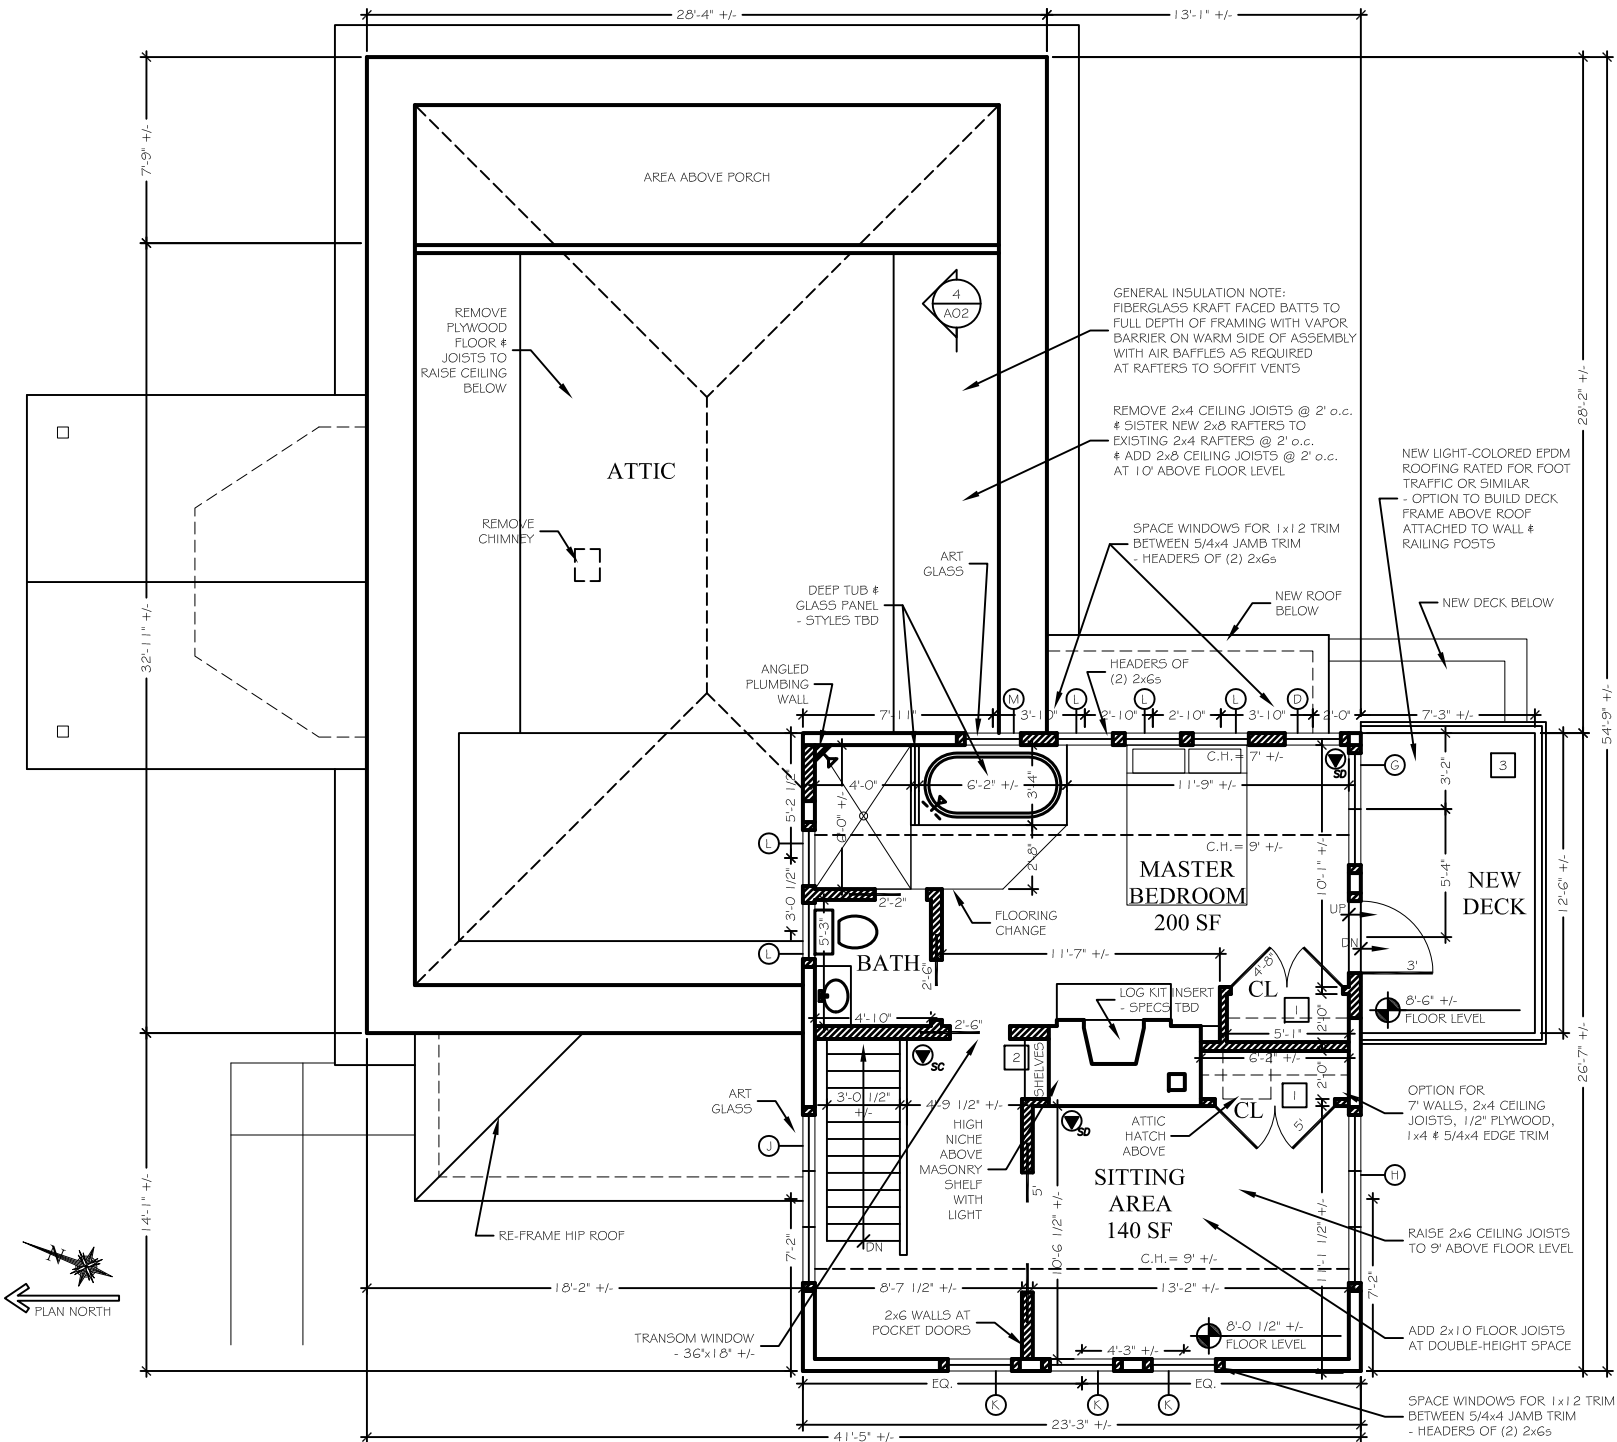 28'-4" +/-
13'-1" +/-
7'-9" +/-
AREA ABOVE PORCH
REMOVE
PLYWOOD
FLOOR &
JOISTS TO
RAISE CEILING
BELOW
4
A02
GENERAL INSULATION NOTE:
FIBERGLASS KRAFT FACED BATTS TO
FULL DEPTH OF FRAMING WITH VAPOR
BARRIER ON WARM SIDE OF ASSEMBLY
WITH AIR BAFFLES AS REQUIRED
AT RAFTERS TO SOFFIT VENTS
REMOVE 2x4 CEILING JOISTS @ 2' o.c.
& SISTER NEW 2x8 RAFTERS TO
EXISTING 2x4 RAFTERS @ 2' o.c.
& ADD 2x8 CEILING JOISTS @ 2' o.c.
AT 10' ABOVE FLOOR LEVEL
28'-2" +/-
54'-9" +/-
ATTIC
NEW LIGHT-COLORED EPDM
ROOFING RATED FOR FOOT
TRAFFIC OR SIMILAR
- OPTION TO BUILD DECK
FRAME ABOVE ROOF
ATTACHED TO WALL &
RAILING POSTS
REMOVE
CHIMNEY
SPACE WINDOWS FOR 1x12 TRIM
BETWEEN 5/4x4 JAMB TRIM
- HEADERS OF (2) 2x6s
ART
GLASS
DEEP TUB &
GLASS PANEL
- STYLES TBD
NEW ROOF
BELOW
NEW DECK BELOW
32'-11" +/-
ANGLED
PLUMBING
WALL
HEADERS OF
(2) 2x6s
M
L
L
L
D
7'-11"
3'-10"
2'-10"
2'-10"
3'-10"
2'-0"
7'-3" +/-
C.H.= 7' +/-
SD
G
3
3'-2"
5'-2 1/2"
4'-0"
6'-2" +/-
11'-9" +/-
3'-4"
6'-0" +/-
L
C.H.= 9' +/-
2'-8"
10'-1" +/-
5'-4"
12'-6" +/-
MASTER
BEDROOM
200 SF
NEW
DECK
3'-0 1/2"
2'-2"
FLOORING
CHANGE
UP
DN
5'-3"
L
BATH
11'-7" +/-
2'-6"
4'-8"
3'
CL
1
LOG KIT INSERT
- SPECS TBD
8'-6" +/-
FLOOR LEVEL
4'-10"
2'-6"
5'-1"
2'-0"
SC
2
SHELVES
6'-2" +/-
2'-0"
26'-7" +/-
3'-0 1/2"
+/-
4'-9 1/2"
CL
1
5'
OPTION FOR
7' WALLS, 2x4 CEILING
JOISTS, 1/2" PLYWOOD,
1x4 & 5/4x4 EDGE TRIM
ART
GLASS
J
HIGH
NICHE
ABOVE
MASONRY
SHELF
WITH
LIGHT
SD
ATTIC
HATCH
ABOVE
H
SITTING
AREA
140 SF
5'
14'-1" +/-
10'-6 1/2" +/-
11'-1 1/2" +/-
RE-FRAME HIP ROOF
DN
7'-2"
C.H.= 9' +/-
RAISE 2x6 CEILING JOISTS
TO 9' ABOVE FLOOR LEVEL
7'-2"
N
PLAN NORTH
18'-2" +/-
8'-7 1/2" +/-
13'-2" +/-
2x6 WALLS AT
POCKET DOORS
TRANSOM WINDOW
- 36"x18" +/-
8'-0 1/2" +/-
FLOOR LEVEL
ADD 2x10 FLOOR JOISTS
AT DOUBLE-HEIGHT SPACE
4'-3" +/-
EQ.
EQ.
K
K
K
SPACE WINDOWS FOR 1x12 TRIM
BETWEEN 5/4x4 JAMB TRIM
- HEADERS OF (2) 2x6s
23'-3" +/-
41'-5" +/-